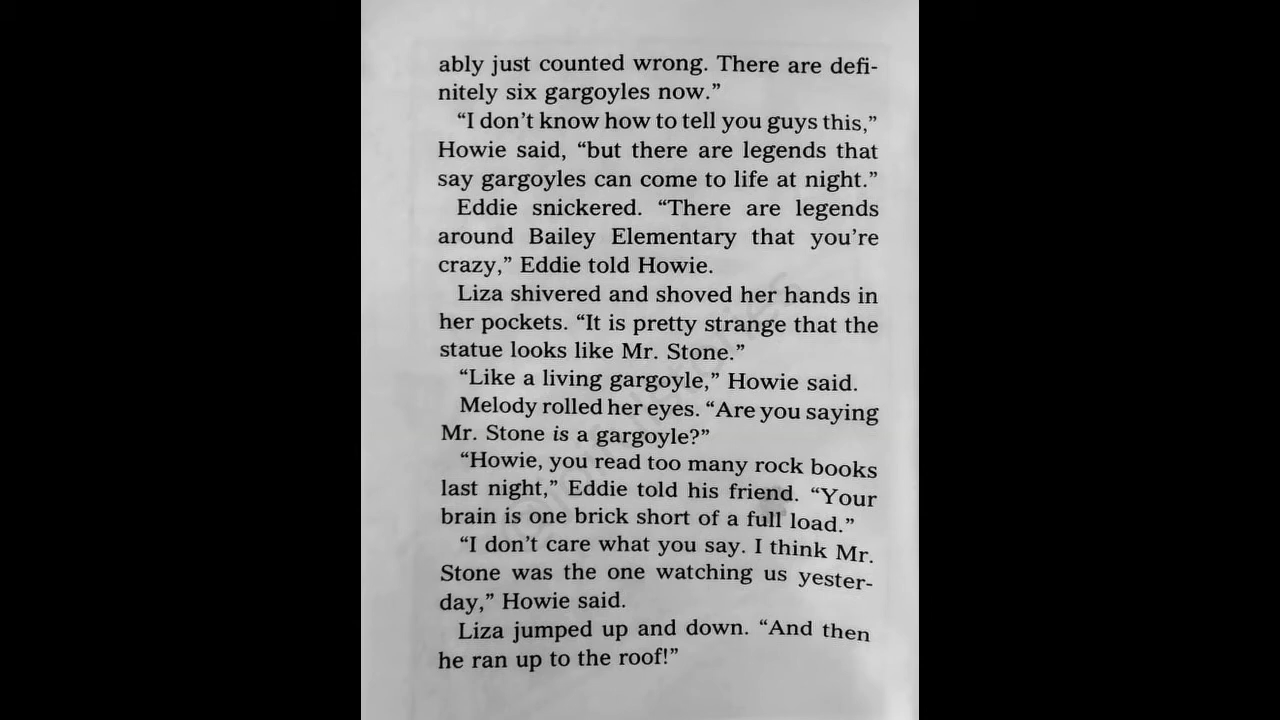 ably just counted wrong. There are defi-
nitely six gargoyles now.”
“I don’t know how to tell you guys this,”
Howie said, “but there are legends that
say gargoyles can come to life at night.”
Eddie snickered. “There are legends
around Bailey Elementary that you’re
crazy,” Eddie told Howie.
Liza shivered and shoved her hands in
her pockets. “It is pretty strange that the
statue looks like Mr. Stone.”
“Like a living gargoyle,” Howie said.
Melody rolled her eyes. “Are you saying
Mr. Stone is a gargoyle?”
“Howie, you read too many rock books
last night,” Eddie told his friend. “Your
brain is one brick short of a full load.”
“I don’t care what you say. I think Mr.
Stone was the one watching us yester-
day,” Howie said.
Liza jumped up and down. “And then
he ran up to the roof!”